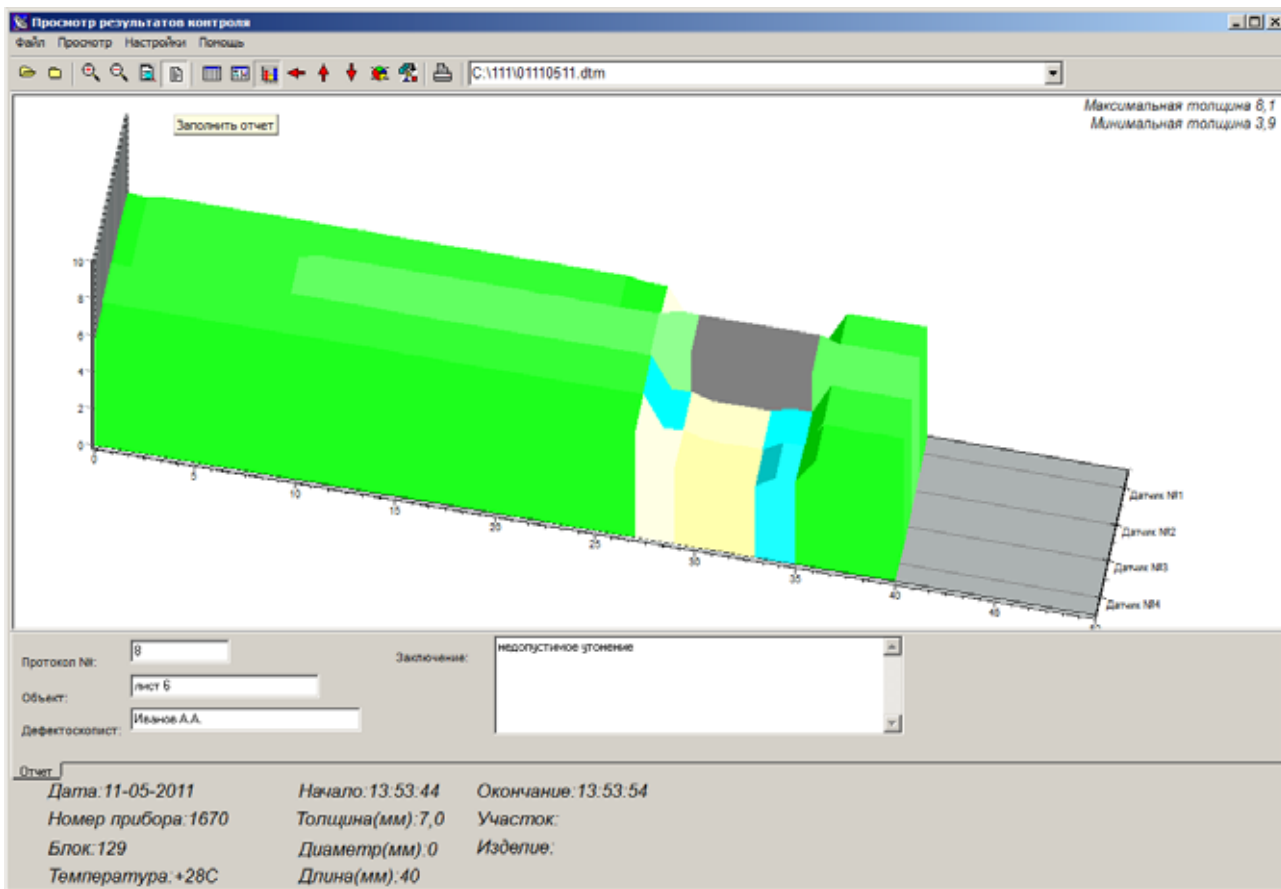 Просмотр результатов контроля
Файл Просмотр Настройки Помощь
C:\111\01110511.dtm
Максимальная толщина 8,1
Минимальная толщина 3,9
Заполнить отчет
10
8
6
4
2
0
0 5 10 15 20 25 30 35 40 45 50
Датчик №1
Датчик №2
Датчик №3
Датчик №4
Протокол №: 8
Заключение: недопустимое утонение
Объект: лист 6
Дефектоскопист: Иванов А.А.
Отчет
Дата:11-05-2011 Начало:13:53:44 Окончание:13:53:54
Номер прибора:1670 Толщина(мм):7,0 Участок:
Блок:129 Диаметр(мм):0 Изделие:
Температура:+28С Длина(мм):40